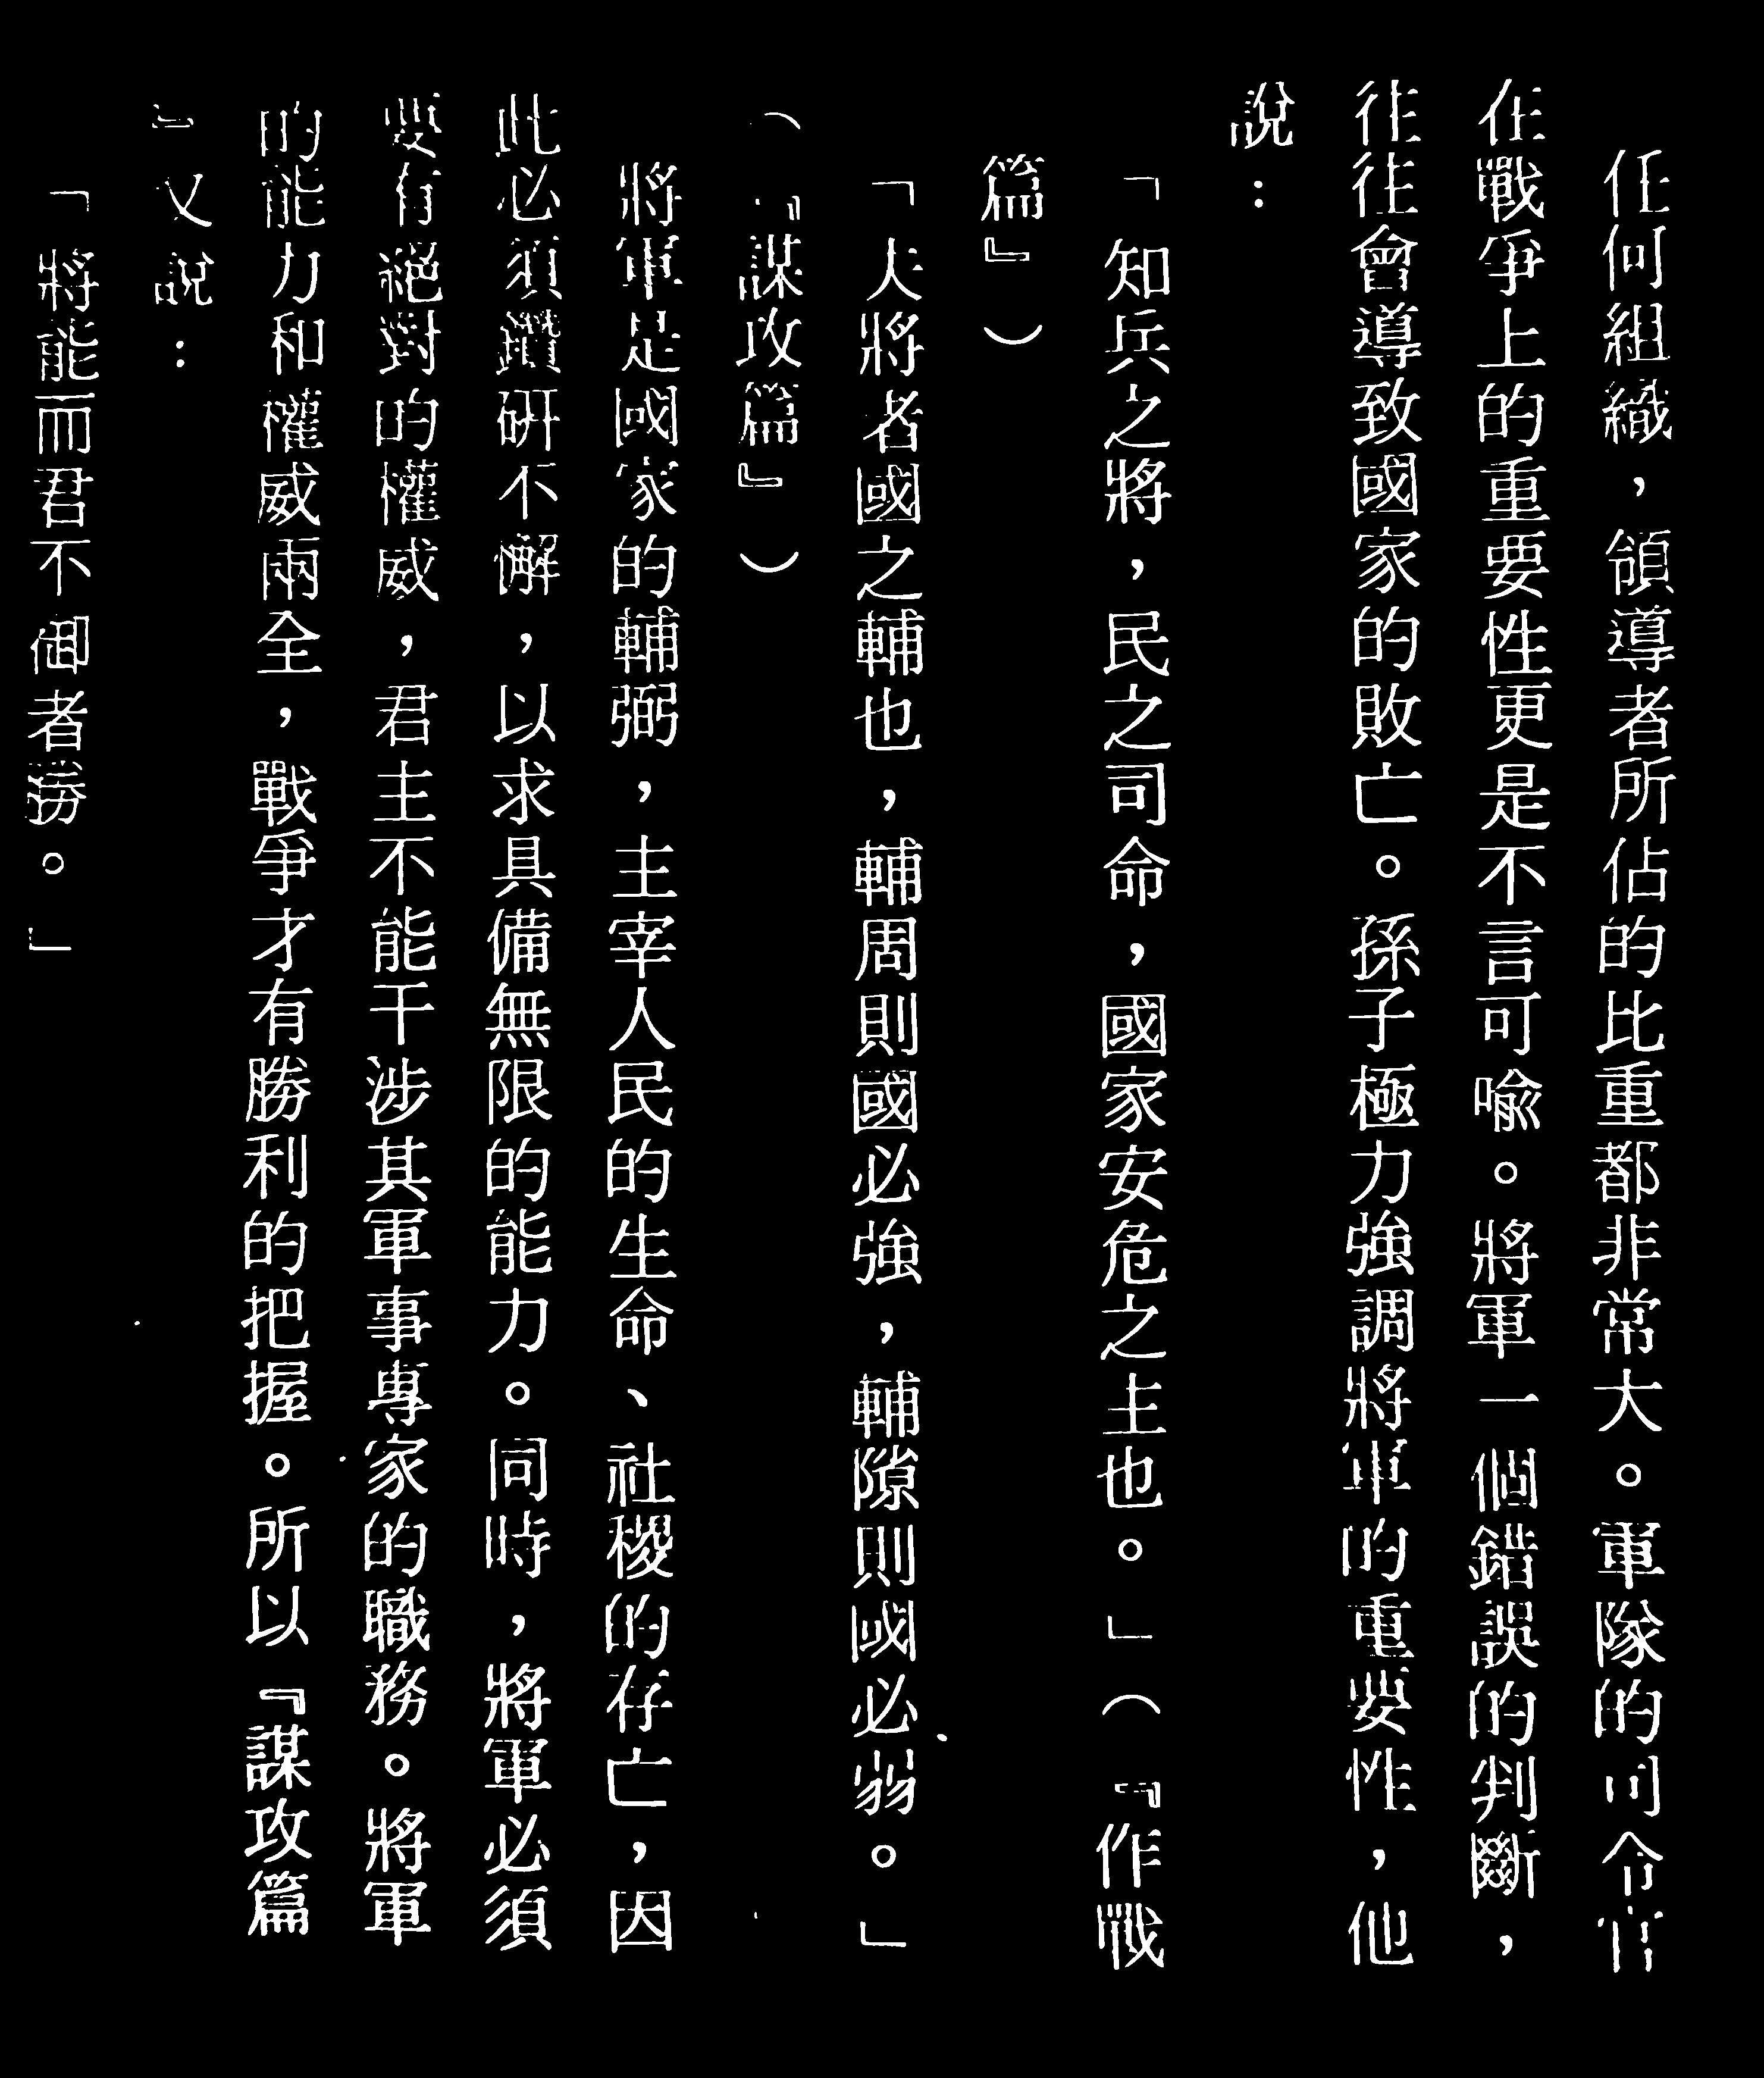 任何組織，領導者所佔的比重都非常大。軍隊的司令官
在戰爭上的重要性更是不言可喻。將軍一個錯誤的判斷，
往往會導致國家的敗亡。孫子極力強調將軍的重要性，他
說：
「知兵之將，民之司命，國家安危之主也。」（『作戰
篇』）
「夫將者國之輔也，輔周則國必強，輔隙則國必弱。」
（『謀攻篇』）
將軍是國家的輔弼，主宰人民的生命、社稷的存亡，因
此必須鑽研不懈，以求具備無限的能力。同時，將軍必須
要有絕對的權威，君主不能干涉其軍事專家的職務。將軍
的能力和權威兩全，戰爭才有勝利的把握。所以『謀攻篇
』又說：
「將能而君不御者勝。」